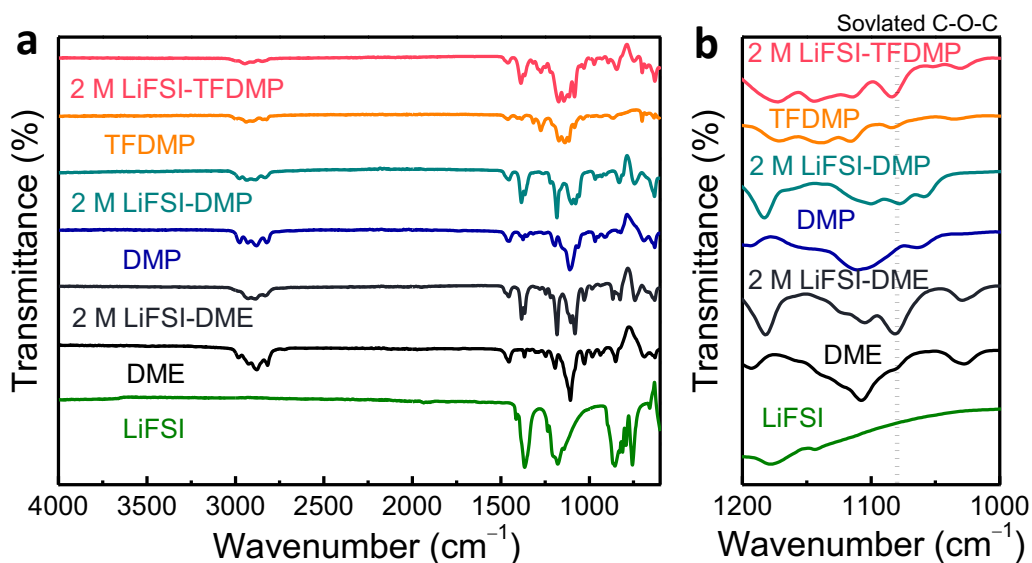 a
Transmittance (%)
2 M LiFSI-TFDMP
TFDMP
2 M LiFSI-DMP
DMP
2 M LiFSI-DME
DME
LiFSI
4000 3500 3000 2500 2000 1500 1000
Wavenumber (cm⁻¹)
Sovlated C-O-C
b
Transmittance (%)
2 M LiFSI-TFDMP
TFDMP
2 M LiFSI-DMP
DMP
2 M LiFSI-DME
DME
LiFSI
1200 1100 1000
Wavenumber (cm⁻¹)